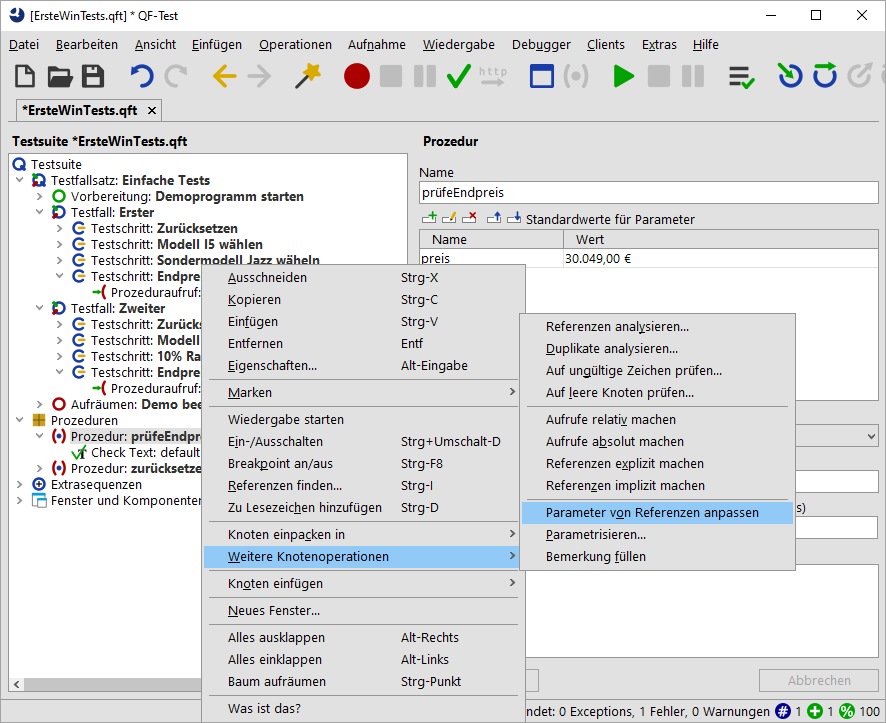 [ErsteWinTests.qft] * QF-Test
Datei Bearbeiten Ansicht Einfügen Operationen Aufnahme Wiedergabe Debugger Clients Extras Hilfe
http
*ErsteWinTests.qft
Testsuite *ErsteWinTests.qft
Testsuite
Testfallsatz: Einfache Tests
Vorbereitung: Demoprogramm starten
Testfall: Erster
Testschritt: Zurücksetzen
Testschritt: Modell I5 wählen
Testschritt: Sondermodell Jazz wäheln
Testschritt: Endpre
Prozeduraufruf:
Testfall: Zweiter
Testschritt: Zurücks
Testschritt: Modell
Testschritt: 10% Ra
Testschritt: Endpre
Prozeduraufruf:
Aufräumen: Demo bee
Prozeduren
Prozedur: prüfeEndpre
Check Text: default
Prozedur: zurücksetze
Extrasequenzen
Fenster und Komponenten
Prozedur
Name
prüfeEndpreis
Standardwerte für Parameter
Name Wert
preis 30.049,00 €
Ausschneiden Strg-X
Kopieren Strg-C
Einfügen Strg-V
Entfernen Entf
Eigenschaften... Alt-Eingabe
Marken
Wiedergabe starten
Ein-/Ausschalten Strg+Umschalt-D
Breakpoint an/aus Strg-F8
Referenzen finden... Strg-I
Zu Lesezeichen hinzufügen Strg-D
Knoten einpacken in
Weitere Knotenoperationen
Knoten einfügen
Neues Fenster...
Alles ausklappen Alt-Rechts
Alles einklappen Alt-Links
Baum aufräumen Strg-Punkt
Was ist das?
Referenzen analysieren...
Duplikate analysieren...
Auf ungültige Zeichen prüfen...
Auf leere Knoten prüfen...
Aufrufe relativ machen
Aufrufe absolut machen
Referenzen explizit machen
Referenzen implizit machen
Parameter von Referenzen anpassen
Parametrisieren...
Bemerkung füllen
s)
Abbrechen
ndet: 0 Exceptions, 1 Fehler, 0 Warnungen # 1 1 % 100